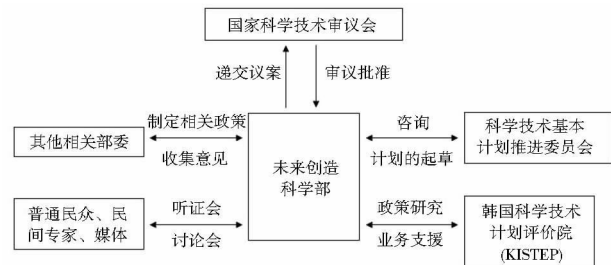 国家科学技术审议会
递交议案
审议批准
其他相关部委
制定相关政策
收集意见
未来创造
科学部
咨询
计划的起草
科学技术基本
计划推进委员会
普通民众、民
间专家、媒体
听证会
讨论会
政策研究
业务支援
韩国科学技术
计划评价院
(KISTEP)